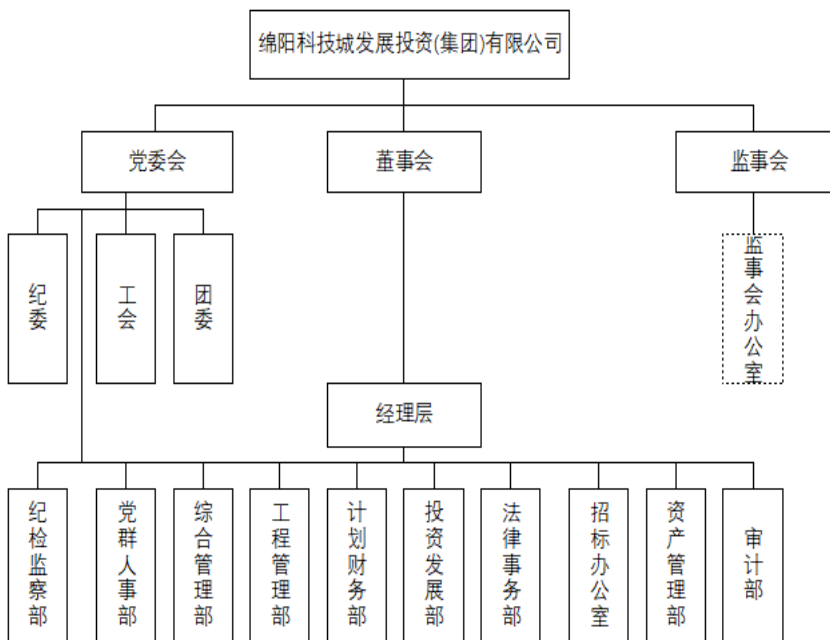 绵阳科技城发展投资(集团)有限公司
党委会
董事会
监事会
纪委
工会
团委
监事会办公室
经理层
纪检监察部
党群人事部
综合管理部
工程管理部
计划财务部
投资发展部
法律事务部
招标办公室
资产管理部
审计部